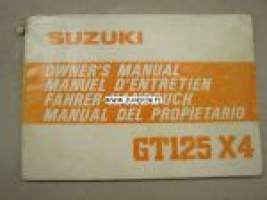 SUZUKI
OWNER'S MANUAL
MANUEL D'ENTRETIEN
FAHRER-HANDBUCH
MANUAL DEL PROPIETARIO
GT125 X4